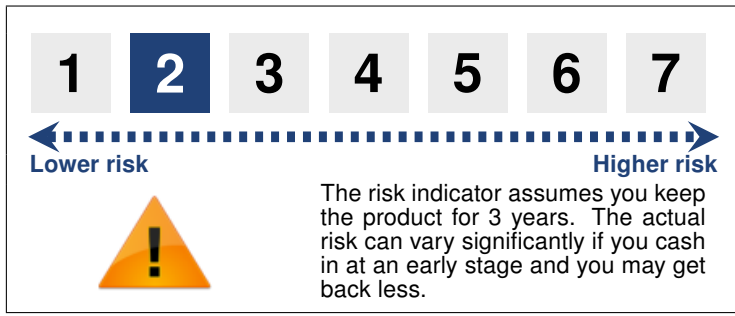 1 2 3 4 5 6 7
Lower risk Higher risk
!
The risk indicator assumes you keep
the product for 3 years. The actual
risk can vary significantly if you cash
in at an early stage and you may get
back less.